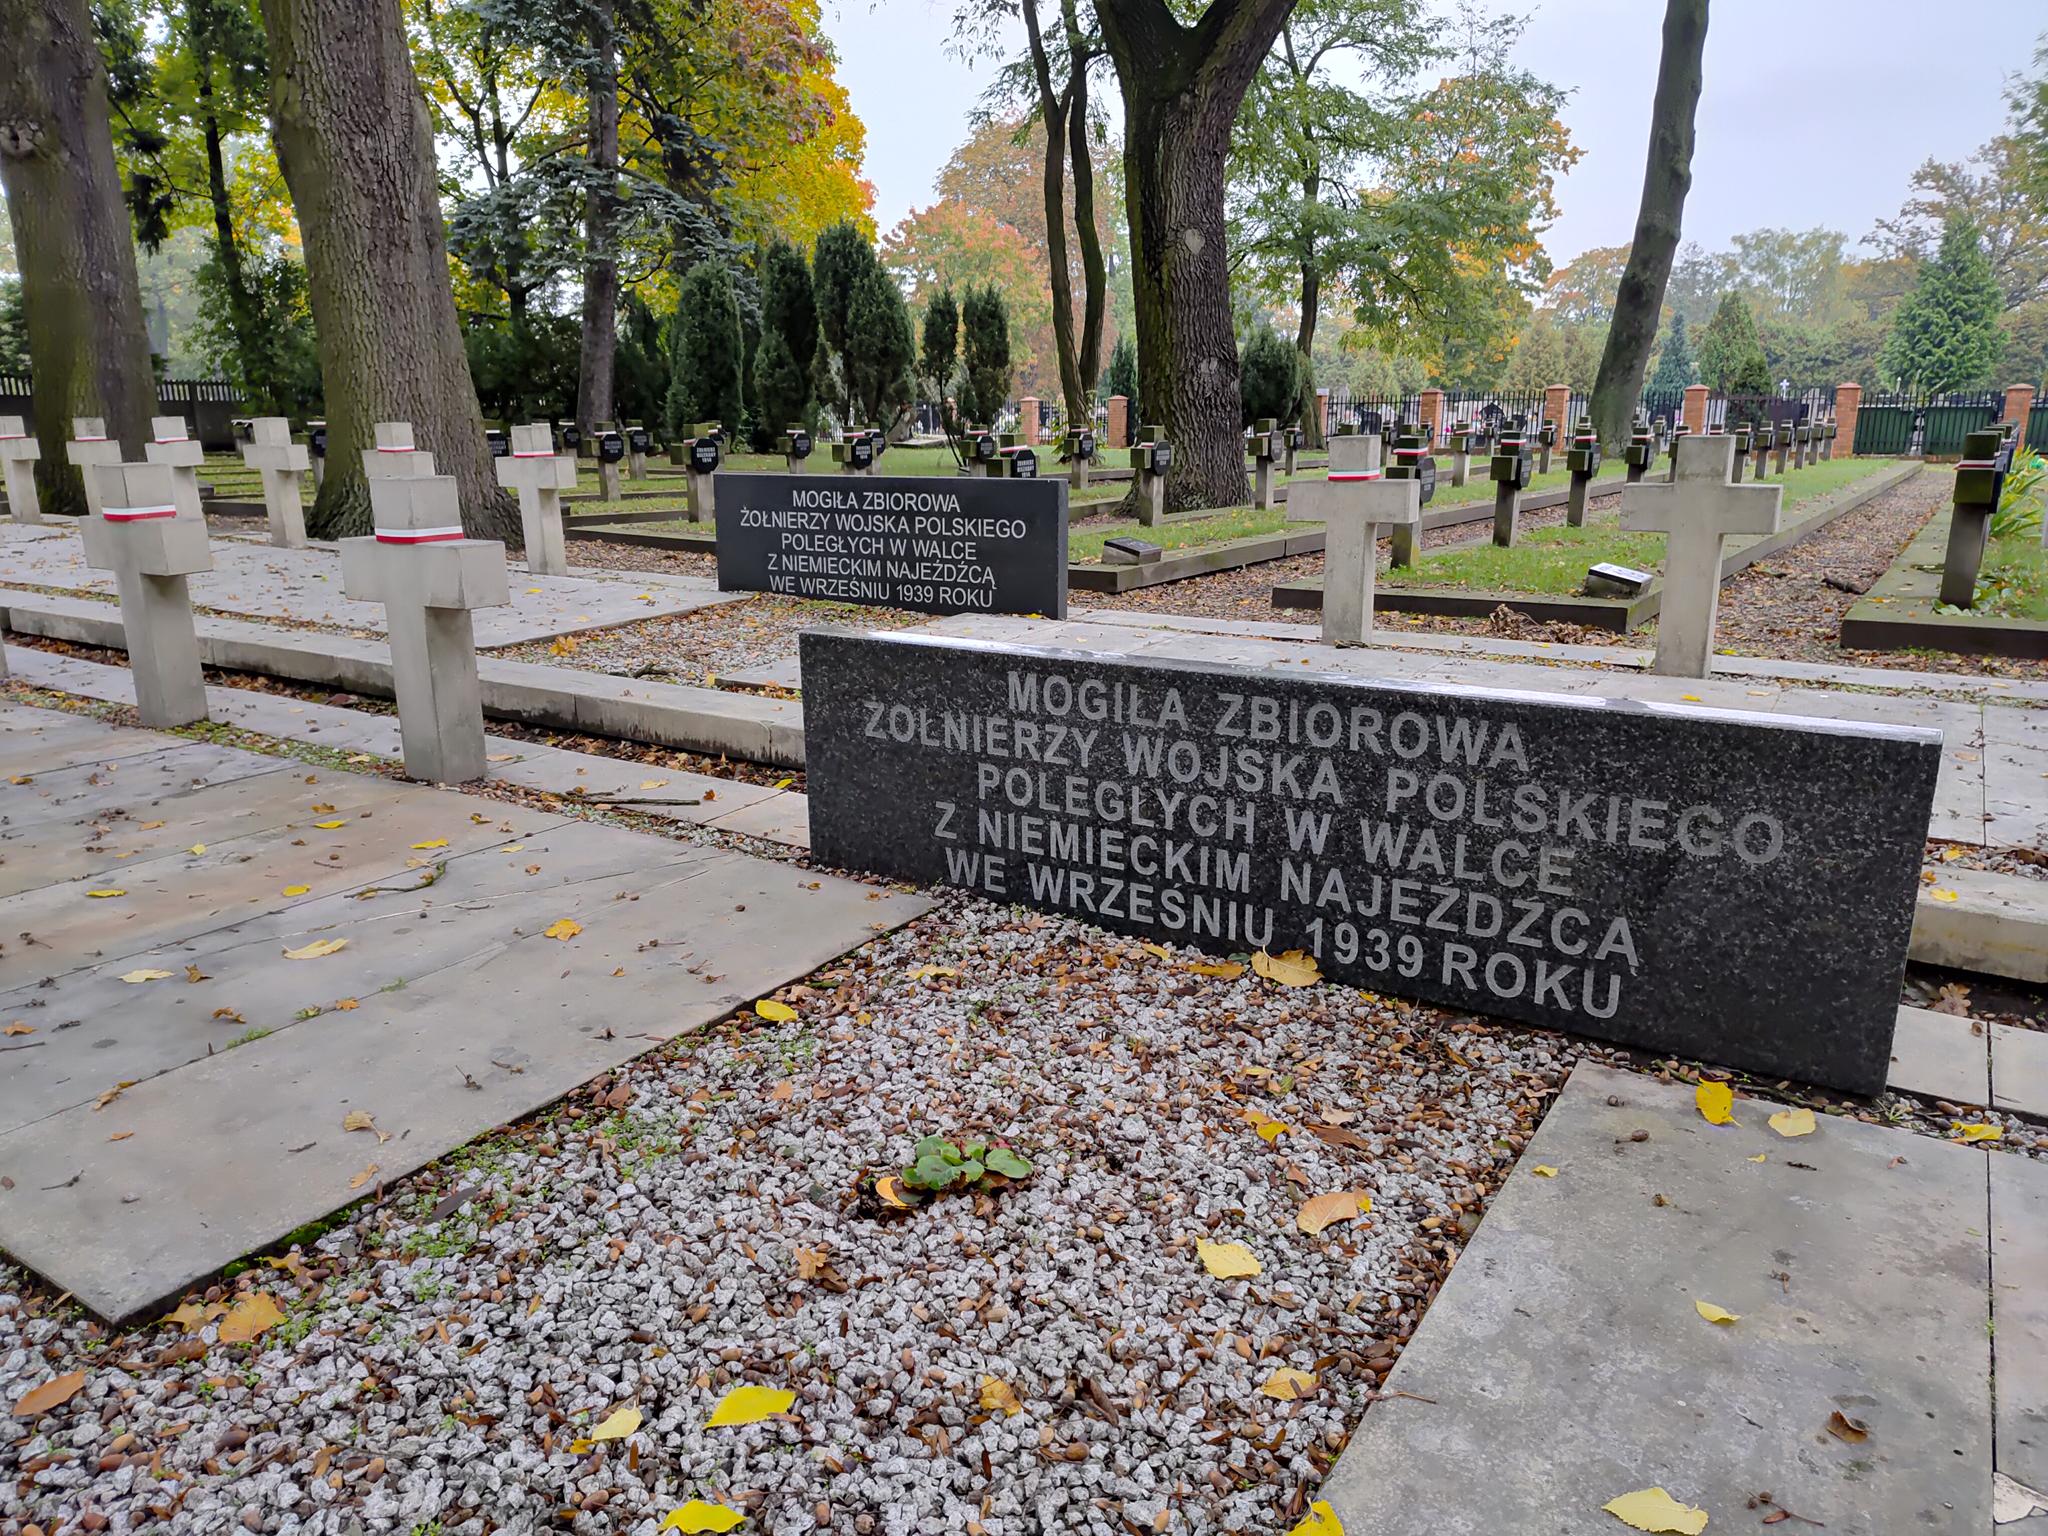 MOGIŁA ZBIOROWA
ŻOŁNIERZY WOJSKA POLSKIEGO
POLEGŁYCH W WALCE
Z NIEMIECKIM NAJEŹDŹCĄ
WE WRZEŚNIU 1939 ROKU
MOGIŁA ZBIOROWA
ŻOŁNIERZY WOJSKA POLSKIEGO
POLEGŁYCH W WALCE
Z NIEMIECKIM NAJEŹDŹCĄ
WE WRZEŚNIU 1939 ROKU